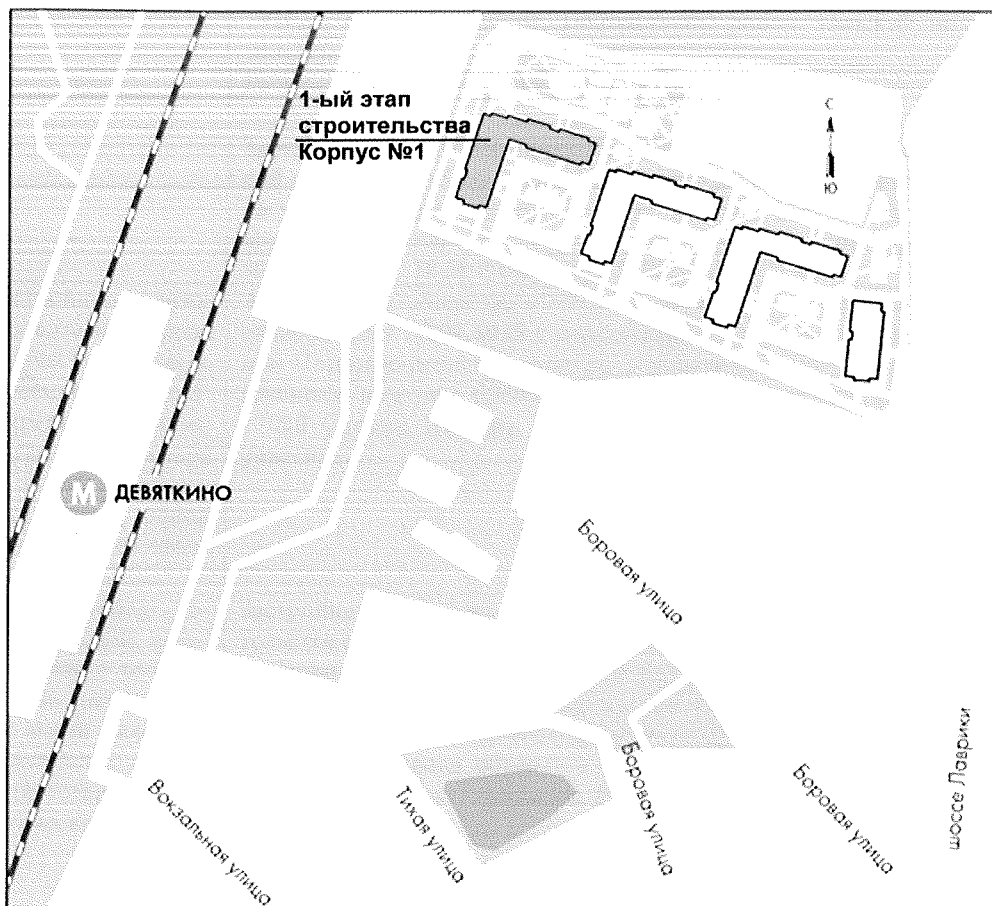 1-ый этап
строительства
Корпус №1
С
Ю
М ДЕВЯТКИНО
Боровая улица
Вокзальная улица
Тихая улица
Боровая улица
Боровая улица
шоссе Лаврики